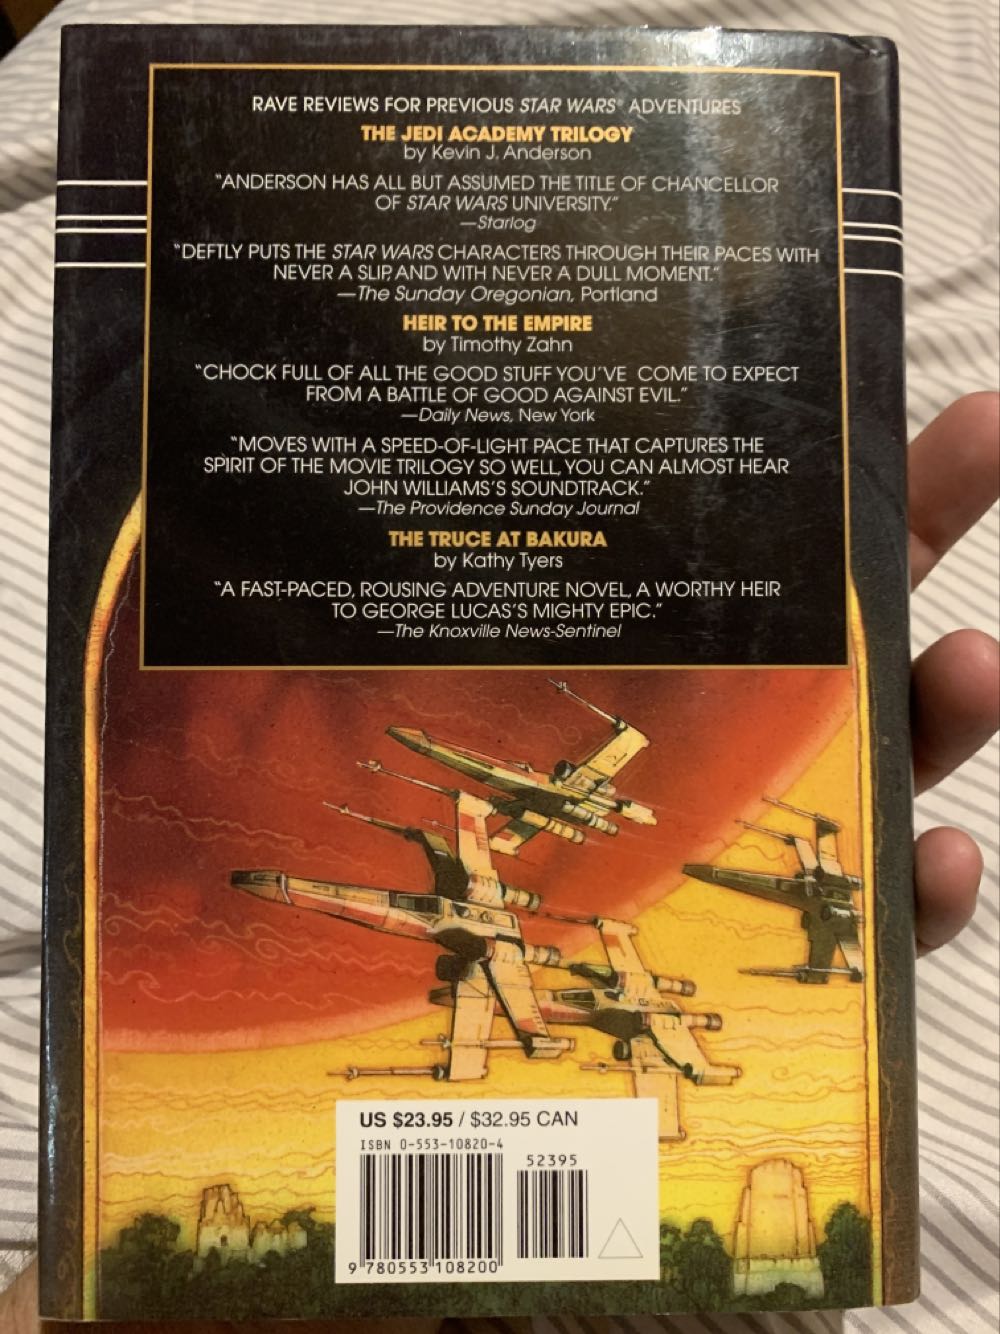 RAVE REVIEWS FOR PREVIOUS STAR WARS® ADVENTURES
THE JEDI ACADEMY TRILOGY
by Kevin J. Anderson
"ANDERSON HAS ALL BUT ASSUMED THE TITLE OF CHANCELLOR
OF STAR WARS UNIVERSITY."
—Starlog
"DEFTLY PUTS THE STAR WARS CHARACTERS THROUGH THEIR PACES WITH
NEVER A SLIP, AND WITH NEVER A DULL MOMENT."
—The Sunday Oregonian, Portland
HEIR TO THE EMPIRE
by Timothy Zahn
"CHOCK FULL OF ALL THE GOOD STUFF YOU'VE COME TO EXPECT
FROM A BATTLE OF GOOD AGAINST EVIL."
—Daily News, New York
"MOVES WITH A SPEED-OF-LIGHT PACE THAT CAPTURES THE
SPIRIT OF THE MOVIE TRILOGY SO WELL, YOU CAN ALMOST HEAR
JOHN WILLIAMS'S SOUNDTRACK."
—The Providence Sunday Journal
THE TRUCE AT BAKURA
by Kathy Tyers
"A FAST-PACED, ROUSING ADVENTURE NOVEL, A WORTHY HEIR
TO GEORGE LUCAS'S MIGHTY EPIC."
—The Knoxville News-Sentinel
US $23.95 / $32.95 CAN
ISBN 0-553-10820-4
52395
9 780553 108200